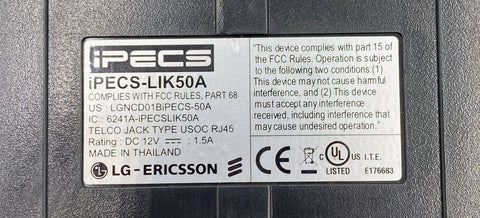 iPECS
iPECS-LIK50A
COMPLIES WITH FCC RULES, PART 68
US : LGNCD01BiPECS-50A
IC : 6241A-iPECSLIK50A
TELCO JACK TYPE USOC RJ45
Rating : DC 12V ⎓ : 1.5A
MADE IN THAILAND
LG-ERICSSON
"This device complies with part 15 of
the FCC Rules. Operation is subject
to the following two conditions:(1)
This device may not cause harmful
interference, and (2) This device
must accept any interference
received, including interference that
may cause undesired operation."
CE
C UL US I.T.E.
LISTED E176683